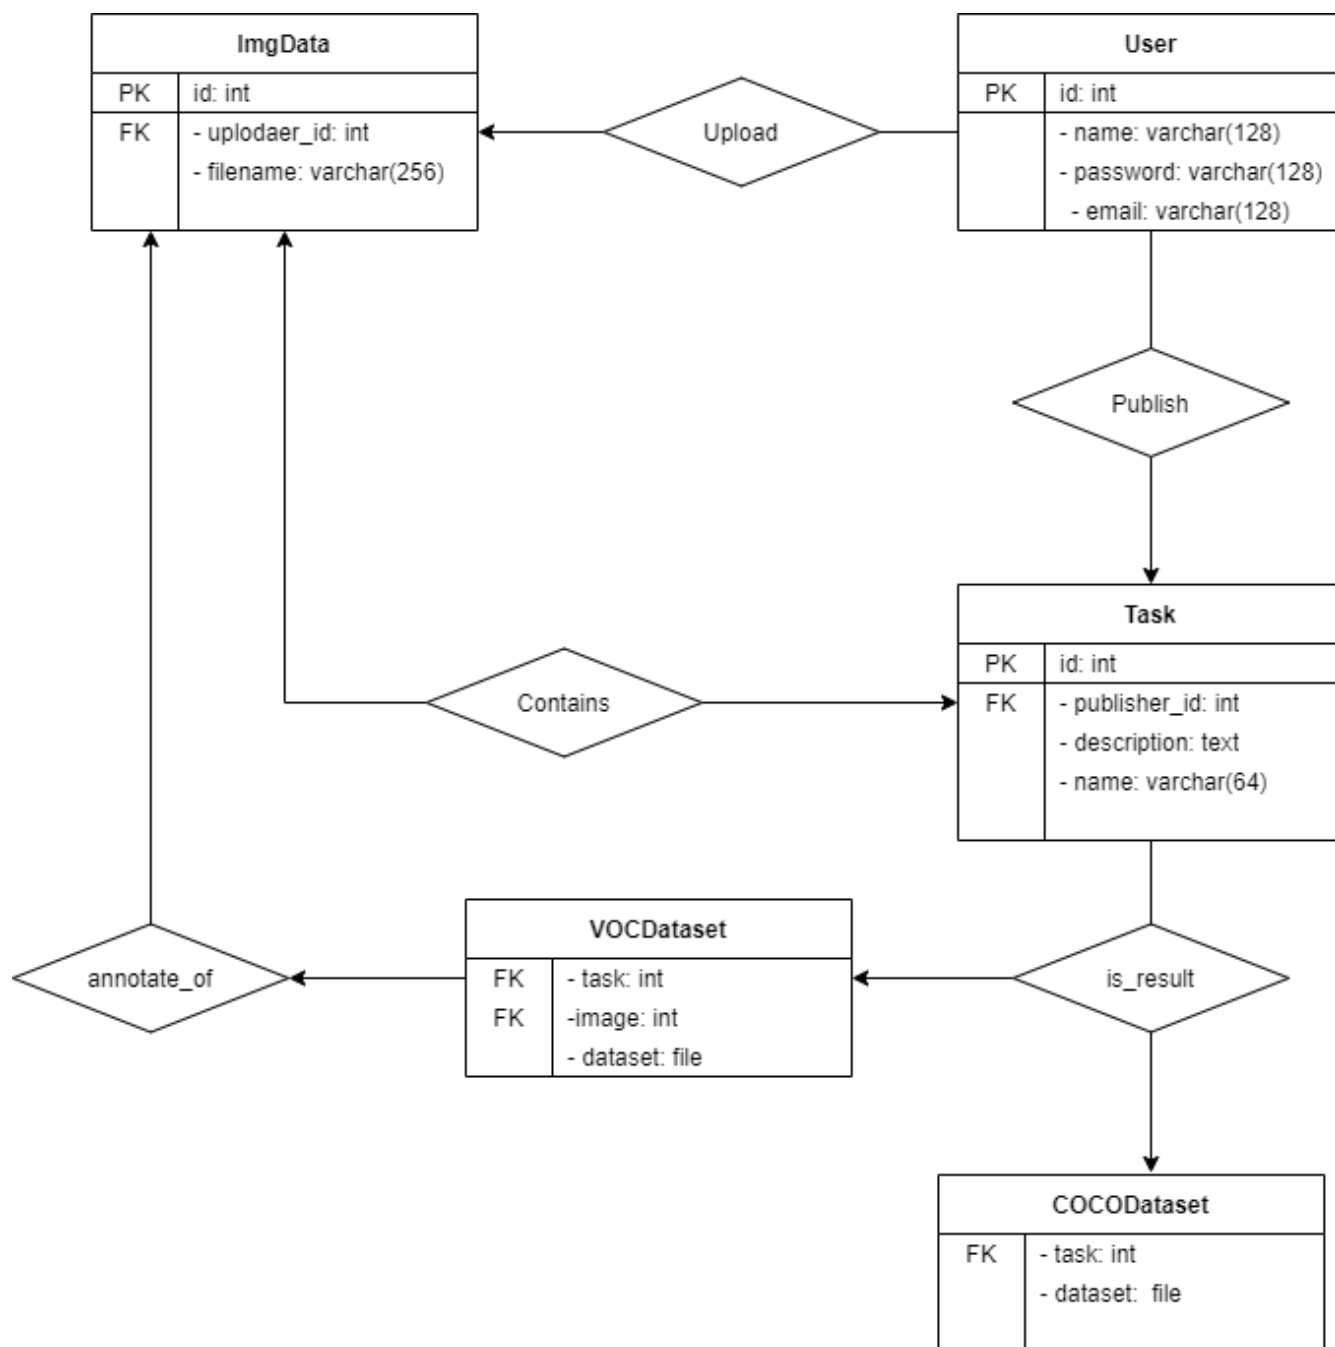 ImgData
PK id: int
FK - uplodaer_id: int
- filename: varchar(256)
Upload
User
PK id: int
- name: varchar(128)
- password: varchar(128)
- email: varchar(128)
Publish
Task
PK id: int
FK - publisher_id: int
- description: text
- name: varchar(64)
Contains
VOCDataset
FK - task: int
FK -image: int
- dataset: file
annotate_of
is_result
COCODataset
FK - task: int
- dataset: file